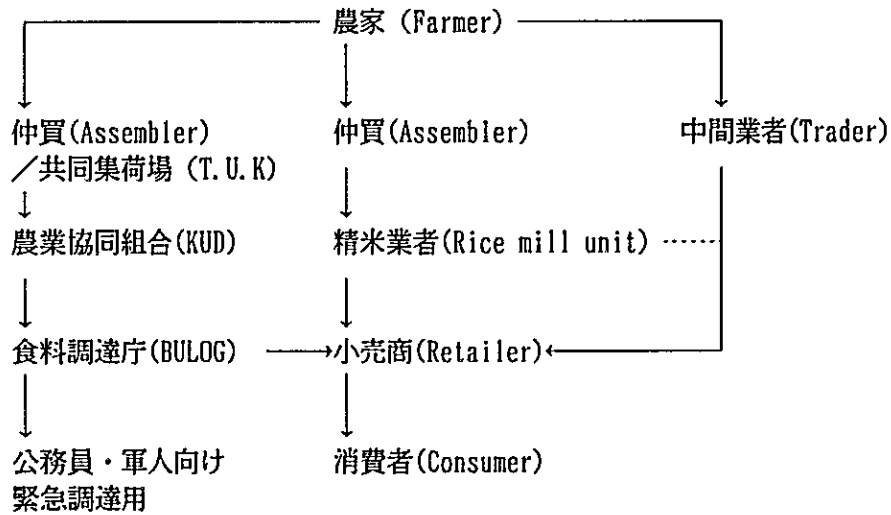 農家 (Farmer)
仲買(Assembler)
/共同集荷場 (T.U.K)
仲買(Assembler)
中間業者(Trader)
農業協同組合(KUD)
精米業者(Rice mill unit)
食料調達庁(BULOG)
小売商(Retailer)
公務員・軍人向け
緊急調達用
消費者(Consumer)